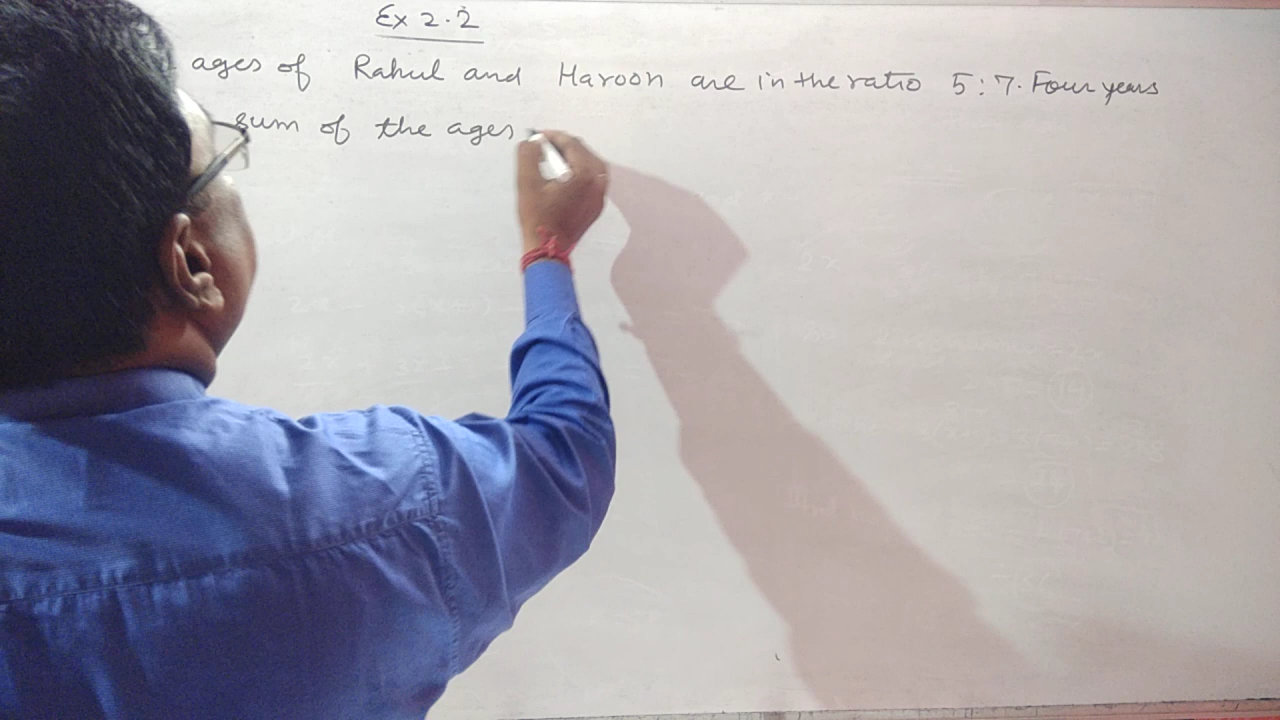 Ex 2.2
ages of Rahul and Haroon are in the ratio 5:7. Four years
sum of the ages